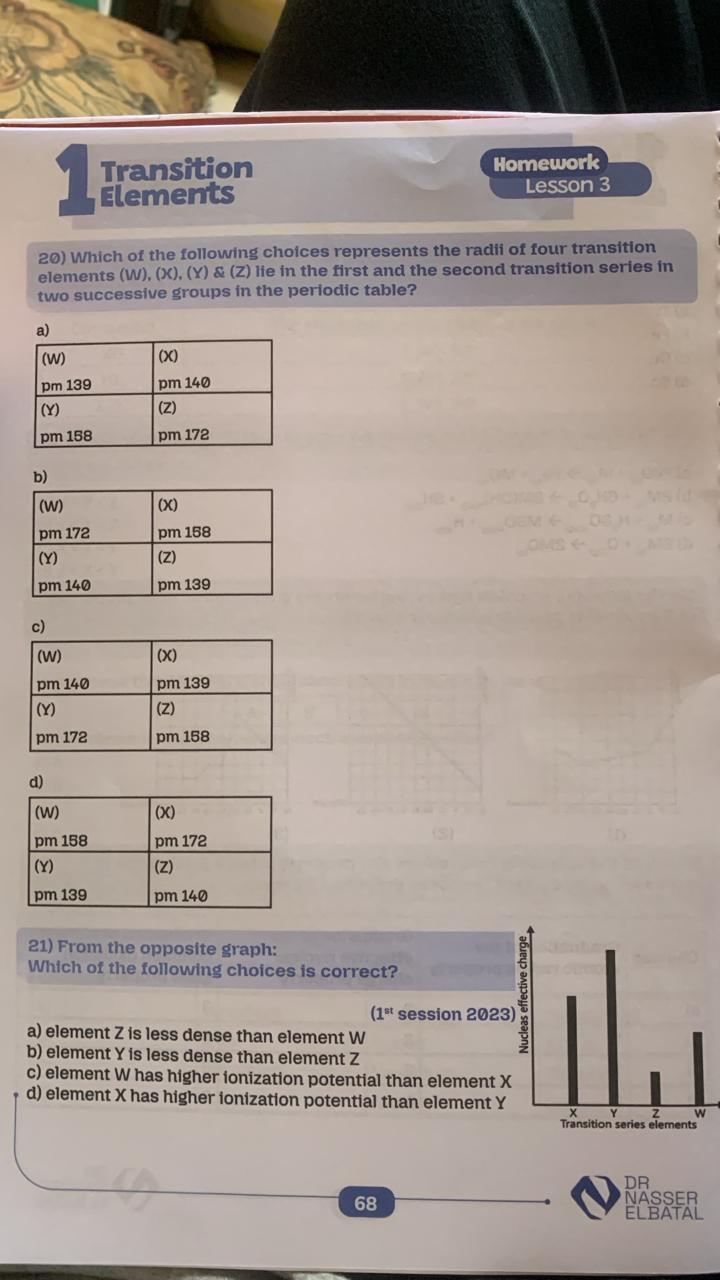 1 Transition
Elements
Homework
Lesson 3
20) Which of the following choices represents the radii of four transition
elements (W), (X), (Y) & (Z) lie in the first and the second transition series in
two successive groups in the periodic table?
a)
(W) (X)
pm 139 pm 140
(Y) (Z)
pm 158 pm 172
b)
(W) (X)
pm 172 pm 158
(Y) (Z)
pm 140 pm 139
c)
(W) (X)
pm 140 pm 139
(Y) (Z)
pm 172 pm 158
d)
(W) (X)
pm 158 pm 172
(Y) (Z)
pm 139 pm 140
21) From the opposite graph:
Which of the following choices is correct?
(1st session 2023)
a) element Z is less dense than element W
b) element Y is less dense than element Z
c) element W has higher ionization potential than element X
d) element X has higher ionization potential than element Y
Nucleas effective charge
X Y Z W
Transition series elements
68
DR
NASSER
ELBATAL